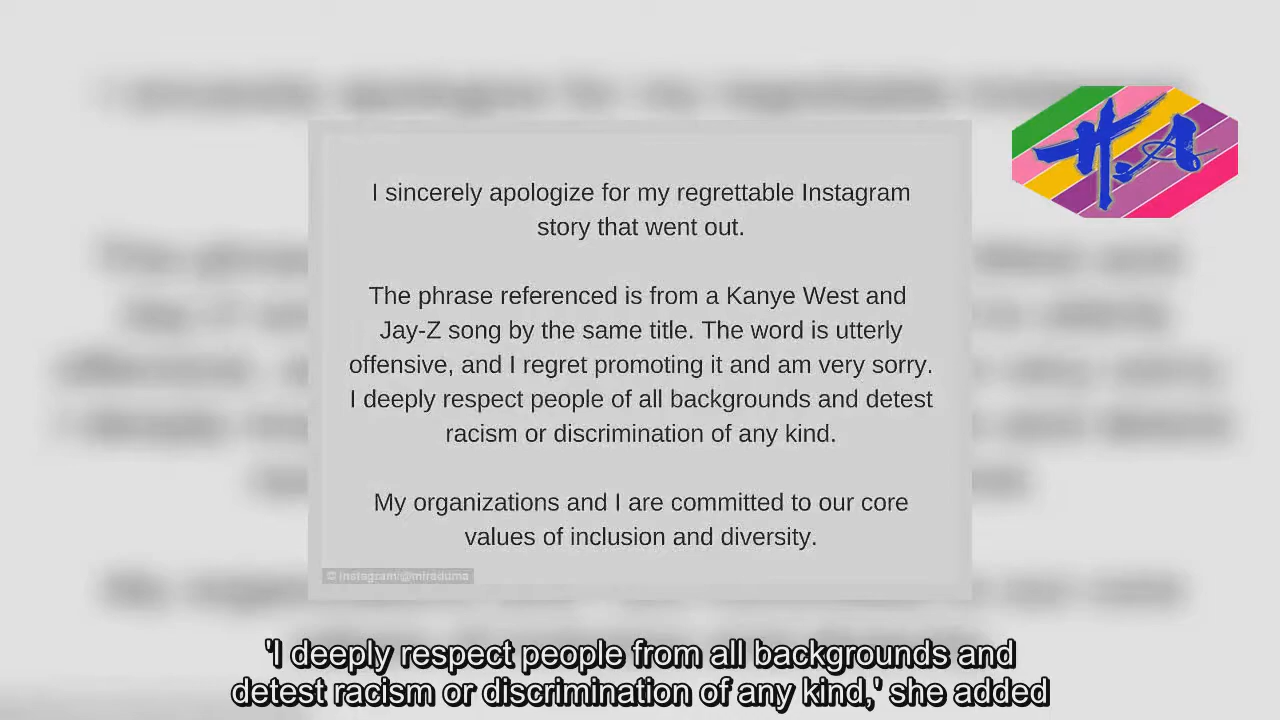 I sincerely apologize for my regrettable Instagram
story that went out.
The phrase referenced is from a Kanye West and
Jay-Z song by the same title. The word is utterly
offensive, and I regret promoting it and am very sorry.
I deeply respect people of all backgrounds and detest
racism or discrimination of any kind.
My organizations and I are committed to our core
values of inclusion and diversity.
© Instagram/@miraduma
'I deeply respect people from all backgrounds and
detest racism or discrimination of any kind,' she added
H.A